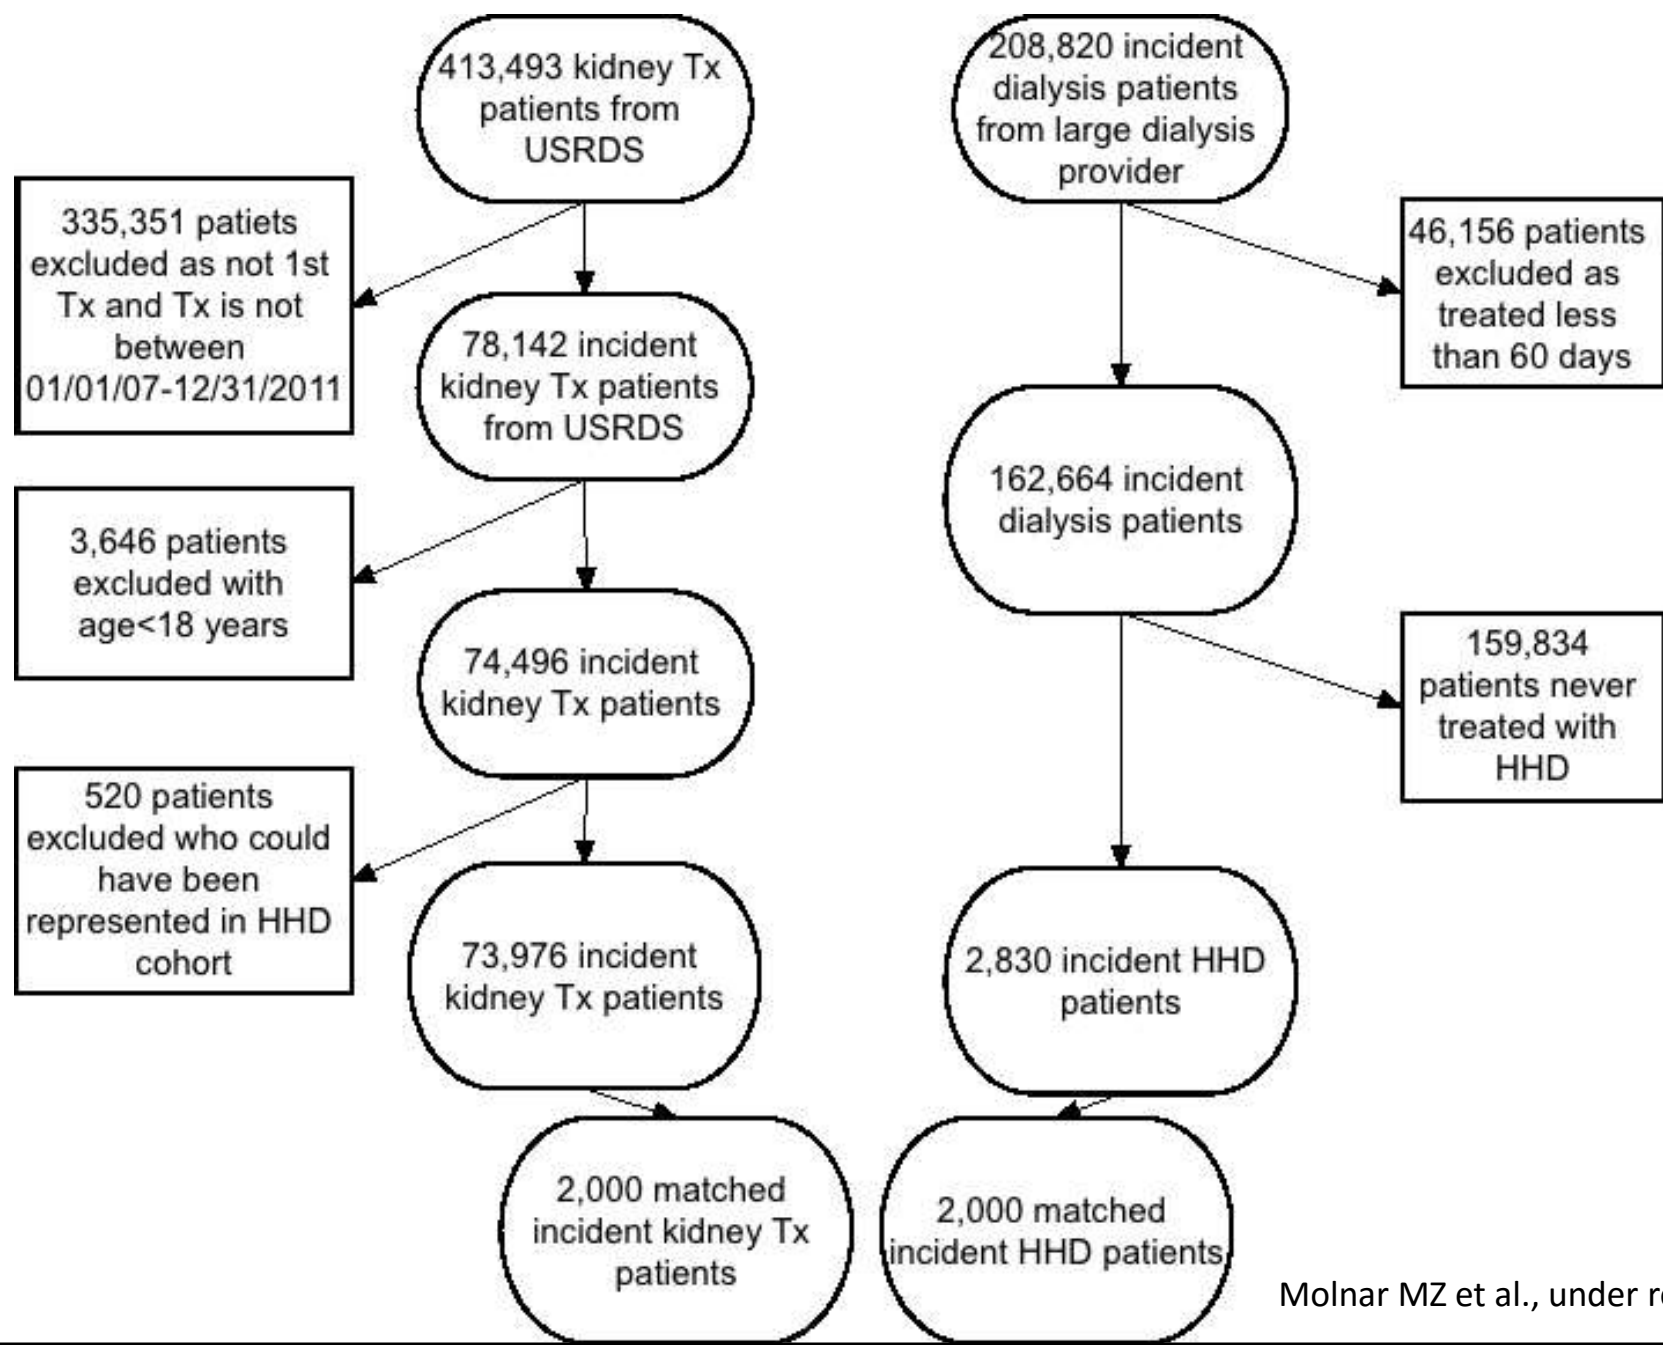 413,493 kidney Tx
patients from
USRDS
208,820 incident
dialysis patients
from large dialysis
provider
335,351 patiets
excluded as not 1st
Tx and Tx is not
between
01/01/07-12/31/2011
46,156 patients
excluded as
treated less
than 60 days
78,142 incident
kidney Tx patients
from USRDS
162,664 incident
dialysis patients
3,646 patients
excluded with
age<18 years
74,496 incident
kidney Tx patients
159,834
patients never
treated with
HHD
520 patients
excluded who could
have been
represented in HHD
cohort
73,976 incident
kidney Tx patients
2,830 incident HHD
patients
2,000 matched
incident kidney Tx
patients
2,000 matched
incident HHD patients
Molnar MZ et al., under